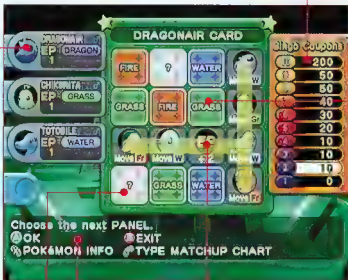 DRAGONAIR CARD
DRAGONAIR
EP DRAGON
1
CHIKORITA
EP GRASS
1
TOTODILE
EP WATER
1
FIRE ? WATER W
GRASS FIRE GRASS Gr
Move Fr Move W Move
? GRASS WATER
Bingo Coupons
200
50
50
40
30
20
10
10
10
0
Choose the next PANEL.
OK EXIT
POKéMON INFO TYPE MATCHUP CHART